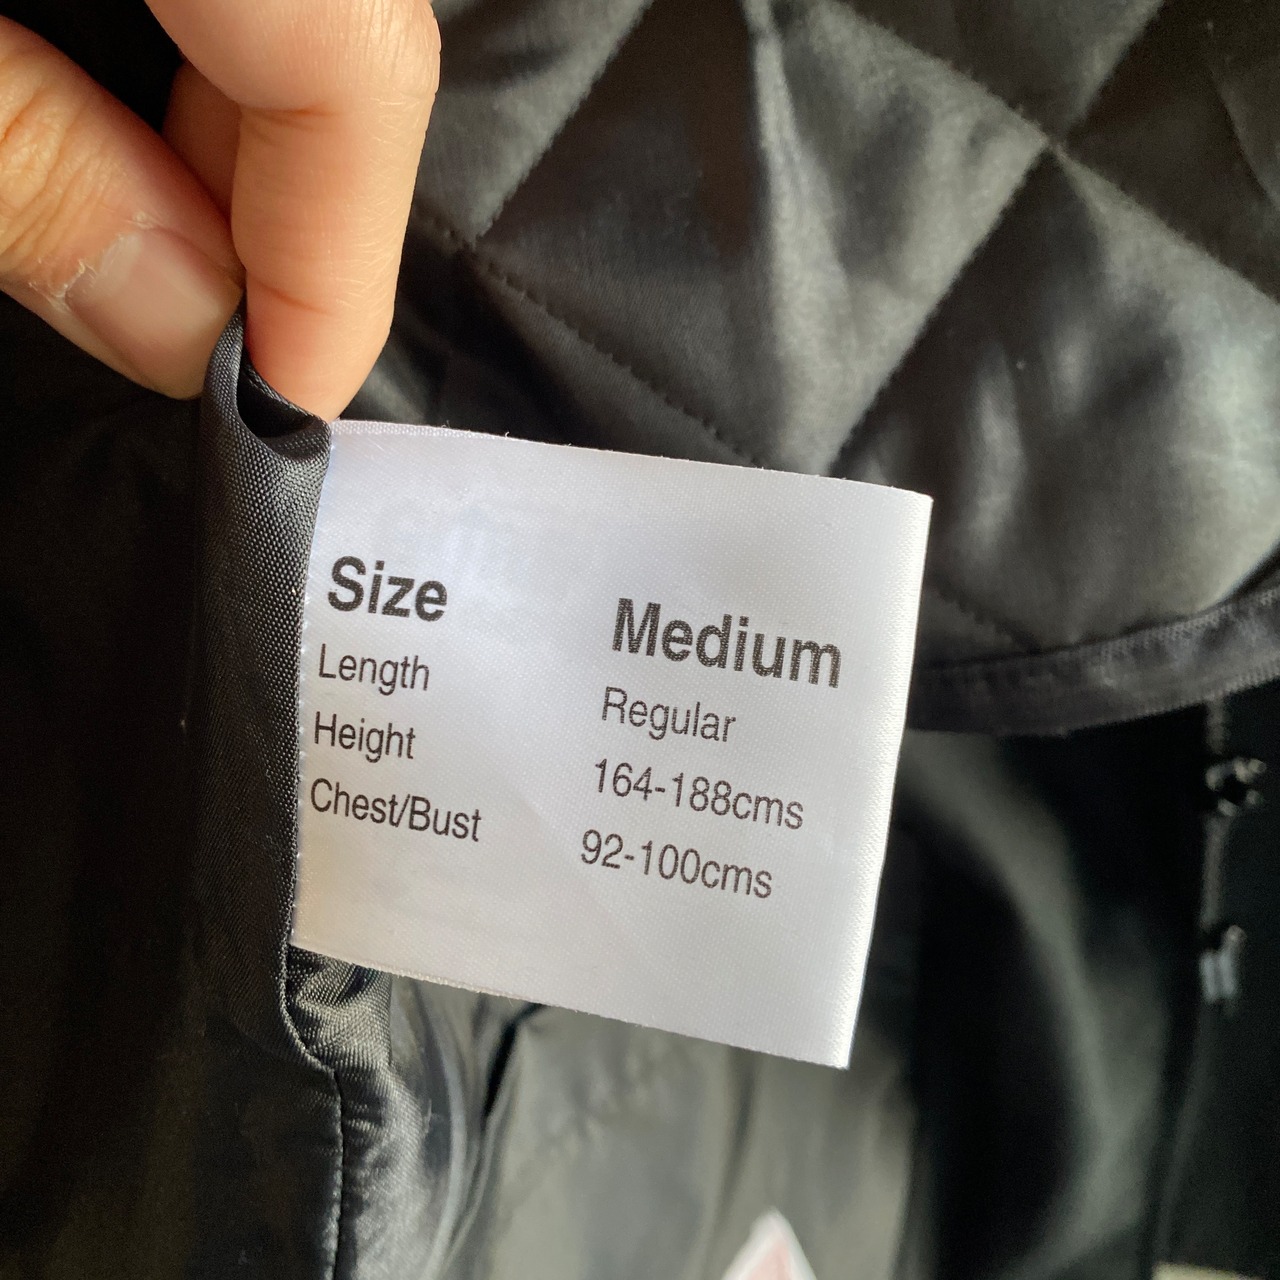 Size Medium
Length Regular
Height 164-188cms
Chest/Bust 92-100cms